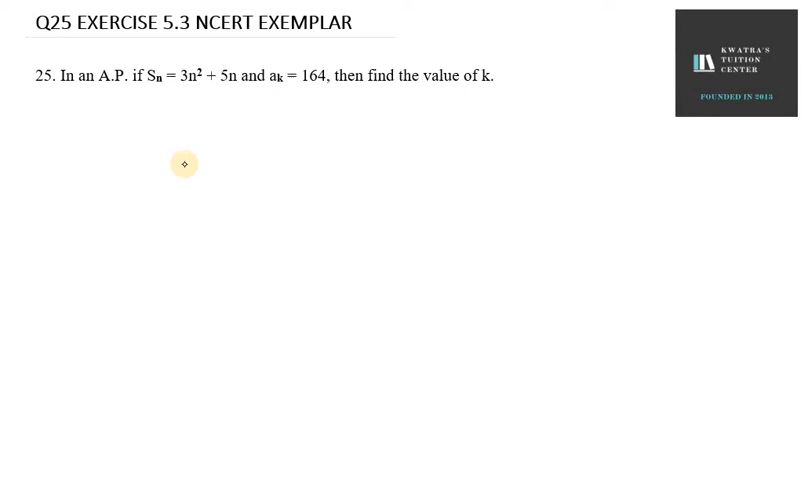 Q25 EXERCISE 5.3 NCERT EXEMPLAR
25. In an A.P. if Sₙ = 3n² + 5n and aₖ = 164, then find the value of k.
KWATRA'S
TUITION
CENTER
FOUNDED IN 2013